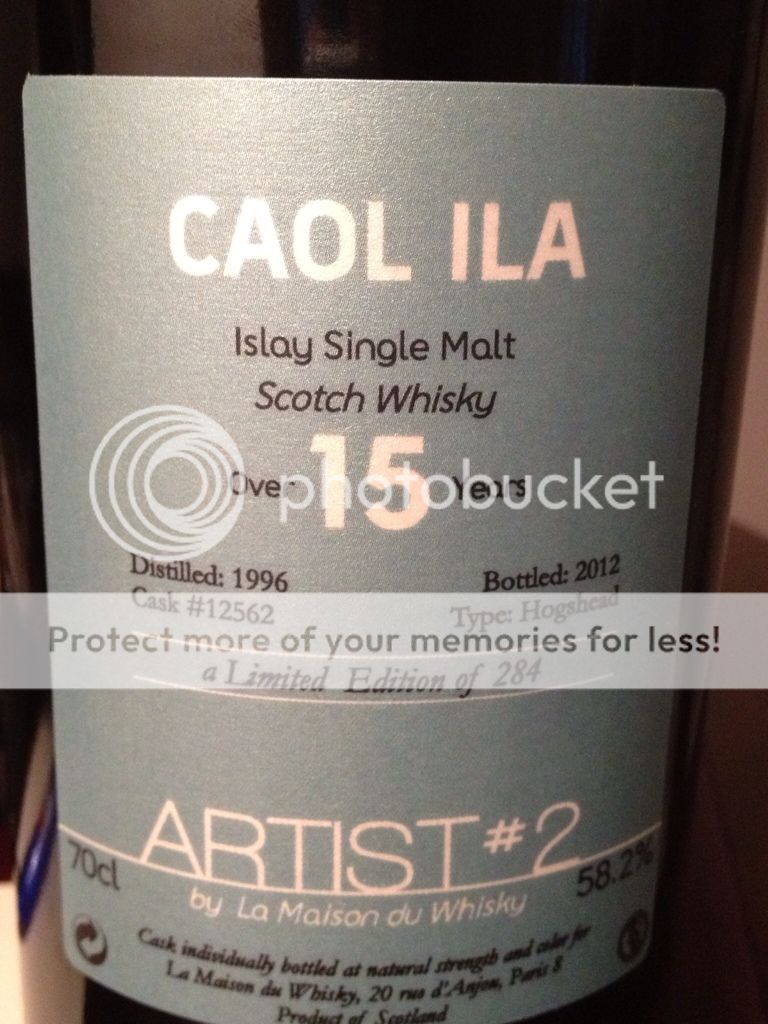 CAOL ILA
Islay Single Malt
Scotch Whisky
Over 15 Years
photobucket
Distilled: 1996 Bottled: 2012
Cask #12562 Type: Hogshead
Protect more of your memories for less!
a Limited Edition of 284
ARTIST #2
70cl 58.2%
by La Maison du Whisky
Cask individually bottled at natural strength and color for
La Maison du Whisky, 20 rue d'Anjou, Paris 8
Product of Scotland